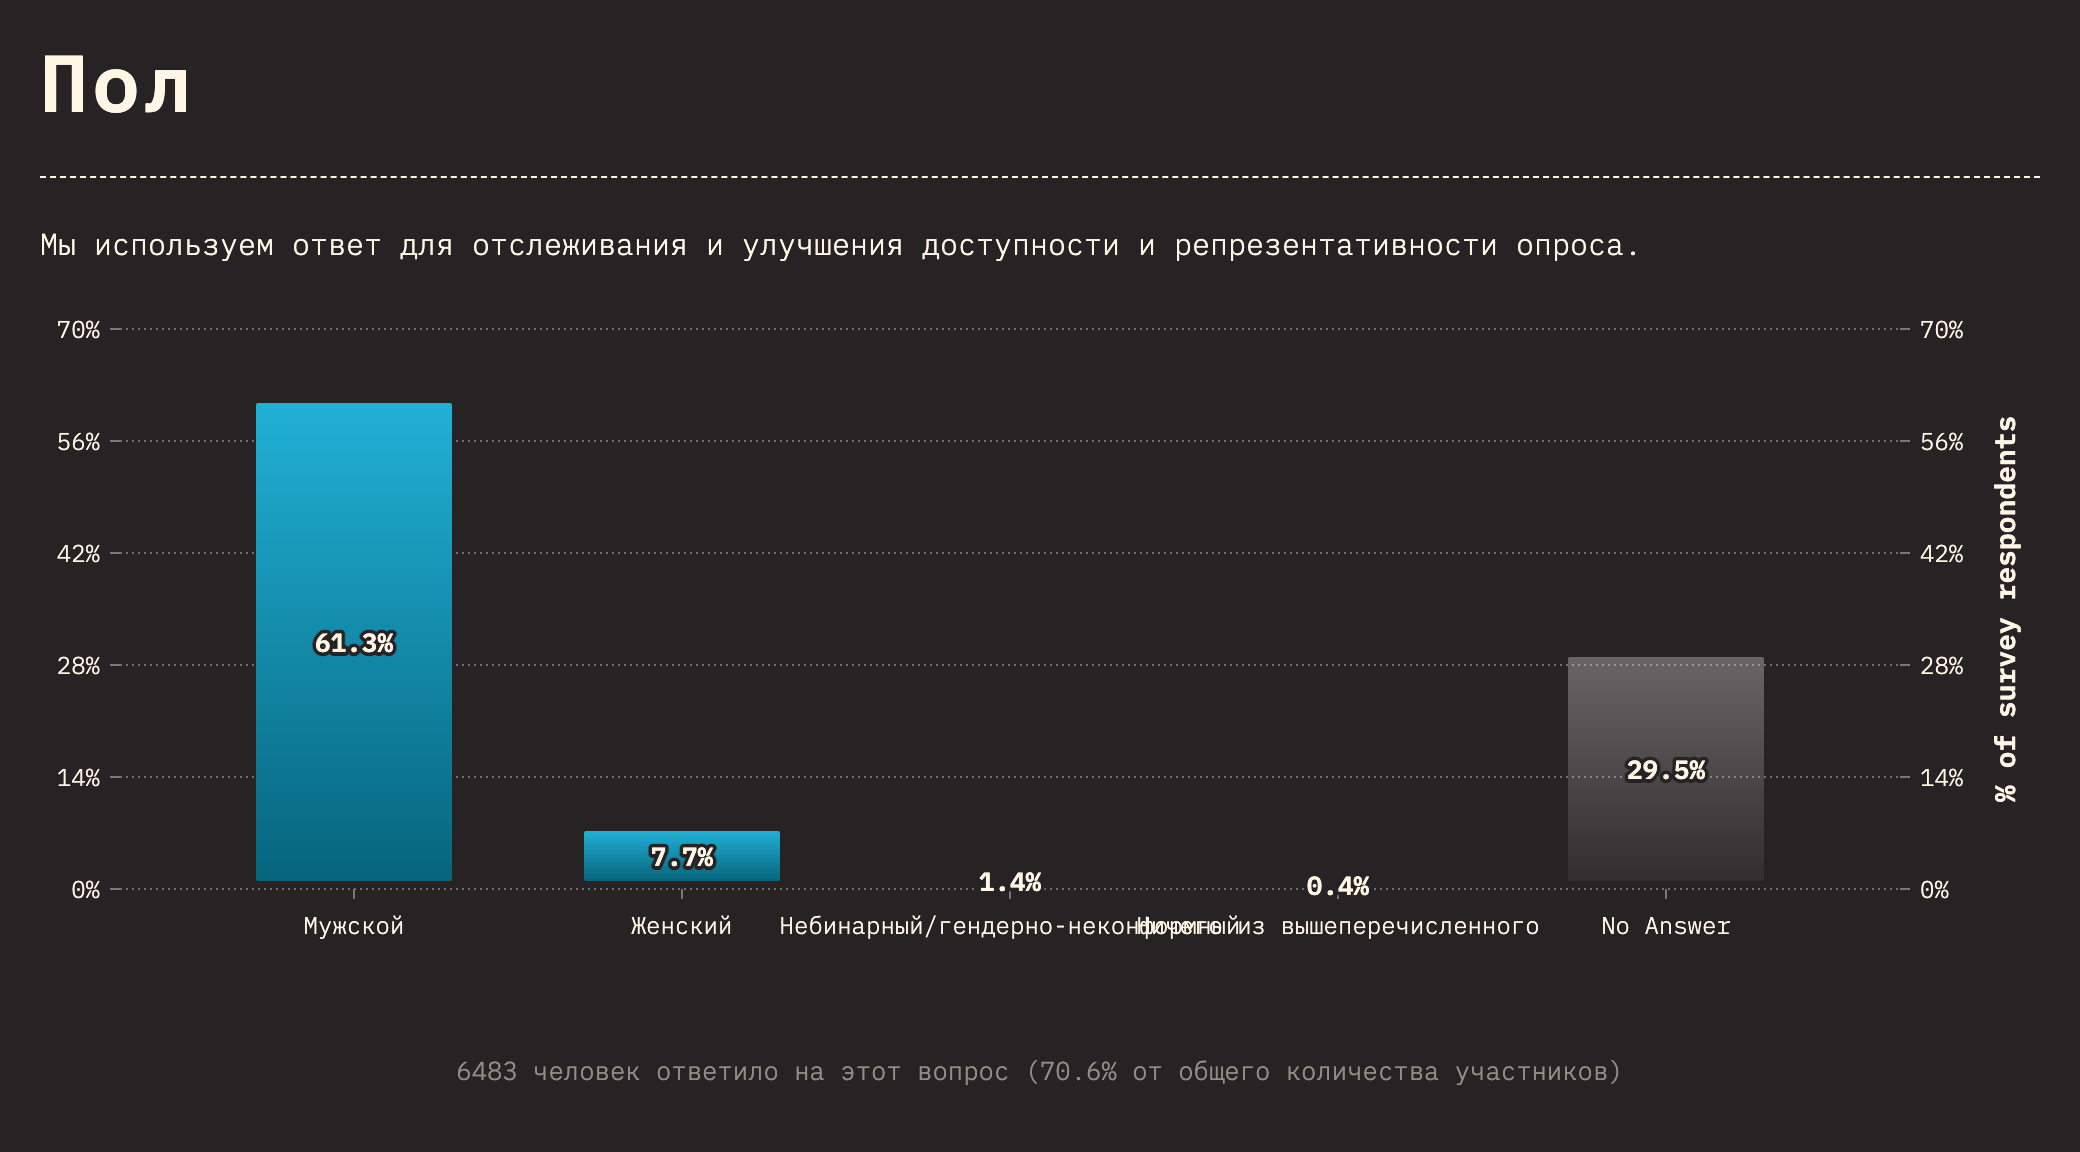 Пол
Мы используем ответ для отслеживания и улучшения доступности и репрезентативности опроса.
70%
56%
42%
28%
14%
0%
61.3%
7.7%
1.4%
0.4%
29.5%
70%
56%
42%
28%
14%
0%
% of survey respondents
Мужской
Женский
Небинарный/гендерно-неконформный
Ничего из вышеперечисленного
No Answer
6483 человек ответило на этот вопрос (70.6% от общего количества участников)